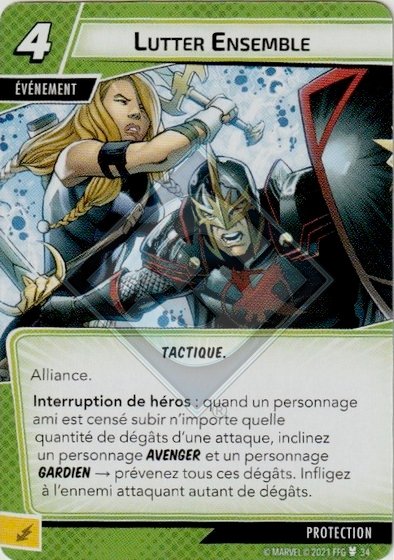 4
LUTTER ENSEMBLE
ÉVÉNEMENT
TACTIQUE.
Alliance.
Interruption de héros : quand un personnage
ami est censé subir n'importe quelle
quantité de dégâts d'une attaque, inclinez
un personnage AVENGER et un personnage
GARDIEN → prévenez tous ces dégâts. Infligez
à l'ennemi attaquant autant de dégâts.
PROTECTION
© MARVEL © 2021 FFG 34